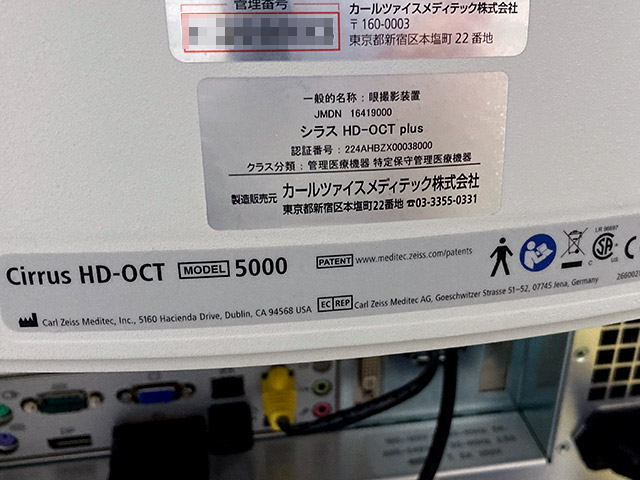 管理番号
カールツァイスメディテック株式会社
〒160-0003
東京都新宿区本塩町22番地
一般的名称：眼撮影装置
JMDN 16419000
シラス HD-OCT plus
認証番号：224AHBZX00038000
クラス分類：管理医療機器 特定保守管理医療機器
製造販売元 カールツァイスメディテック株式会社
東京都新宿区本塩町22番地 ☎03-3355-0331
Cirrus HD-OCT MODEL 5000
PATENT www.meditec.zeiss.com/patents
Carl Zeiss Meditec, Inc., 5160 Hacienda Drive, Dublin, CA 94568 USA
EC REP Carl Zeiss Meditec AG, Goeschwitzer Strasse 51–52, 07745 Jena, Germany
LR 96897
SA
C US
266002